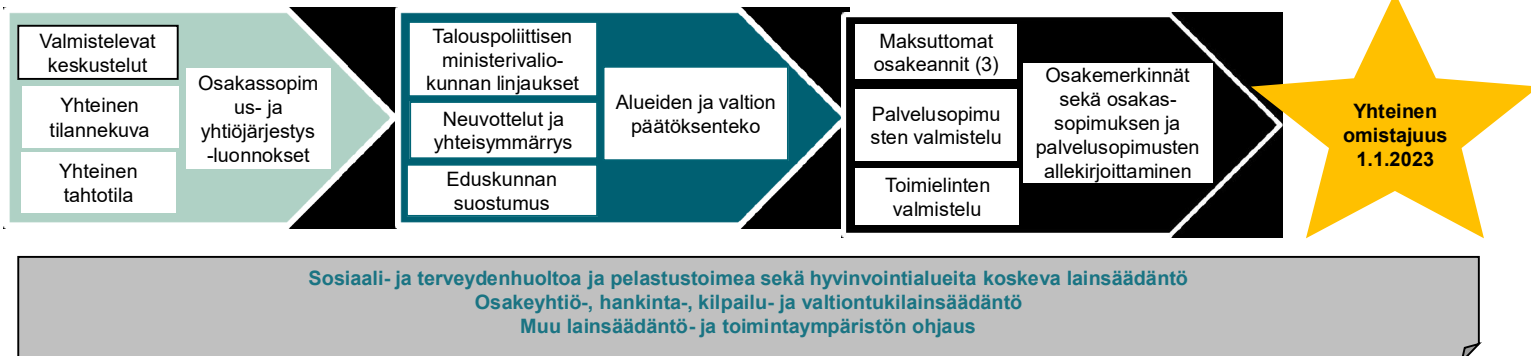 Valmistelevat
keskustelut
Yhteinen
tilannekuva
Yhteinen
tahtotila
Osakassopim
us- ja
yhtiöjärjestys
-luonnokset
Talouspoliittisen
ministerivalio-
kunnan linjaukset
Neuvottelut ja
yhteisymmärrys
Eduskunnan
suostumus
Alueiden ja valtion
päätöksenteko
Maksuttomat
osakeannit (3)
Palvelusopimu
sten valmistelu
Toimielinten
valmistelu
Osakemerkinnät
sekä osakas-
sopimuksen ja
palvelusopimusten
allekirjoittaminen
Yhteinen
omistajuus
1.1.2023
Sosiaali- ja terveydenhuoltoa ja pelastustoimea sekä hyvinvointialueita koskeva lainsäädäntö
Osakeyhtiö-, hankinta-, kilpailu- ja valtiontukilainsäädäntö
Muu lainsäädäntö- ja toimintaympäristön ohjaus